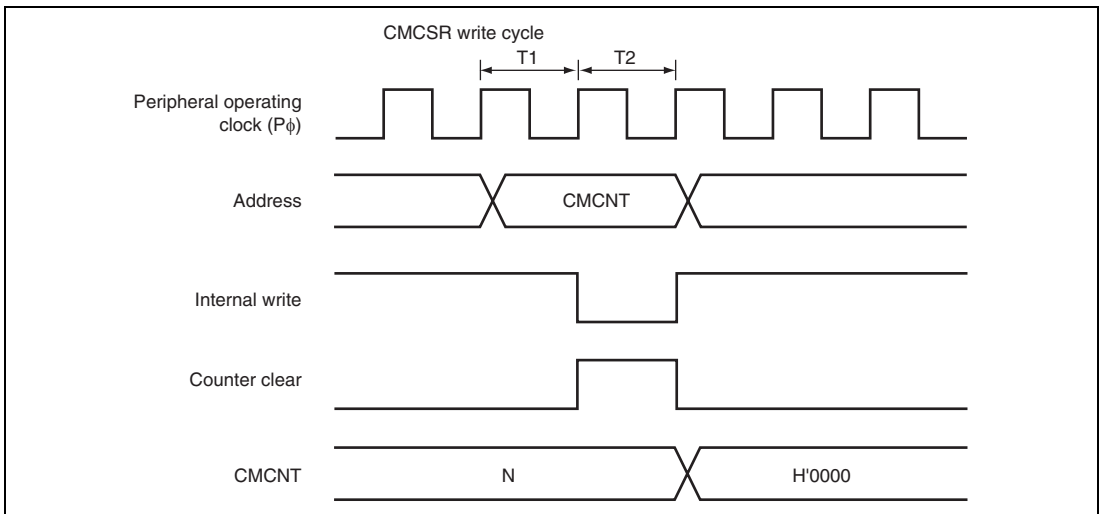 CMCSR write cycle
T1
T2
Peripheral operating
clock (Pϕ)
Address
CMCNT
Internal write
Counter clear
CMCNT
N
H'0000